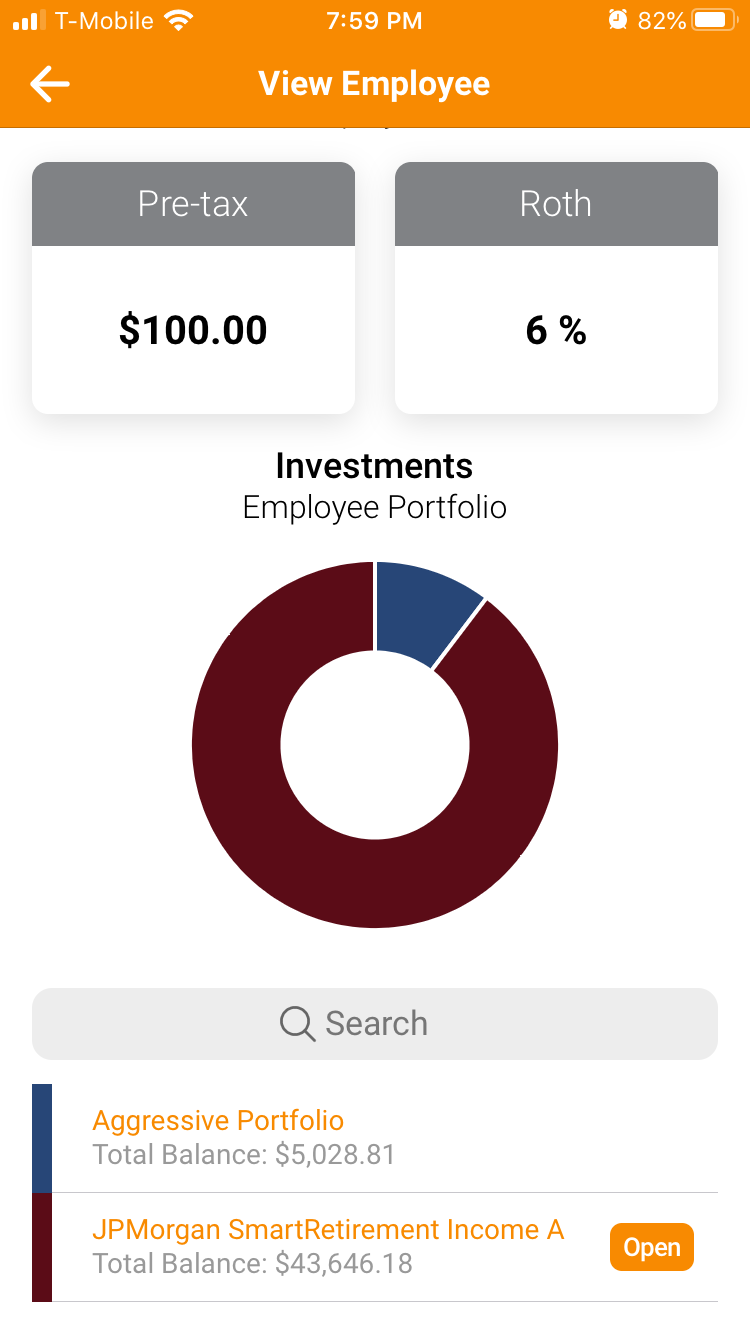 T-Mobile 7:59 PM 82%
View Employee
Pre-tax Roth
$100.00 6 %
Investments
Employee Portfolio
Search
Aggressive Portfolio
Total Balance: $5,028.81
JPMorgan SmartRetirement Income A
Total Balance: $43,646.18
Open